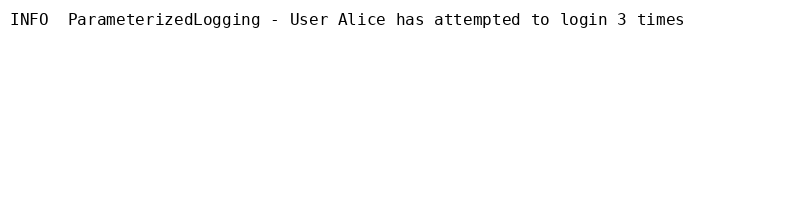 INFO  ParameterizedLogging - User Alice has attempted to login 3 times